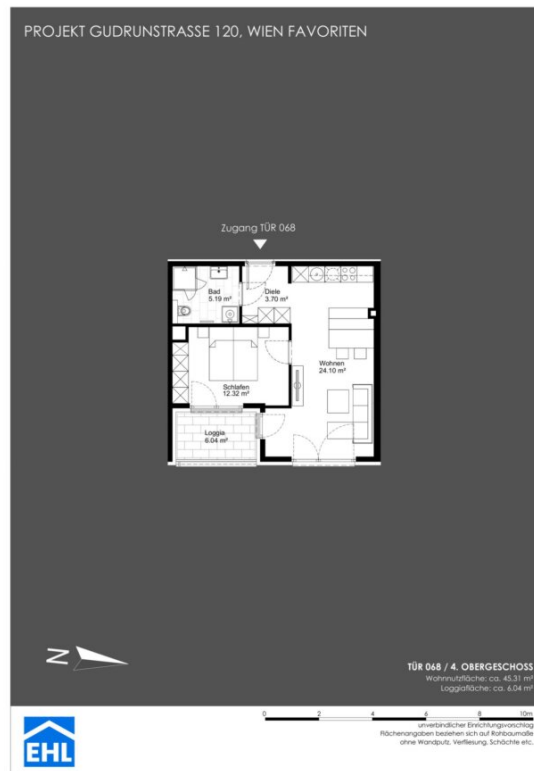 PROJEKT GUDRUNSTRASSE 120, WIEN FAVORITEN
Zugang TÜR 068
Bad
5.19 m²
Diele
3.70 m²
Wohnen
24.10 m²
Schlafen
12.32 m²
Loggia
6.04 m²
N
TÜR 068 / 4. OBERGESCHOSS
Wohnnutzfläche: ca. 45.31 m²
Loggiafläche: ca. 6.04 m²
0 2 4 6 8 10m
unverbindlicher Einrichtungsvorschlag
Flächenangaben beziehen sich auf Rohbaumaße
ohne Wandputz, Verfliesung, Schächte etc.
EHL